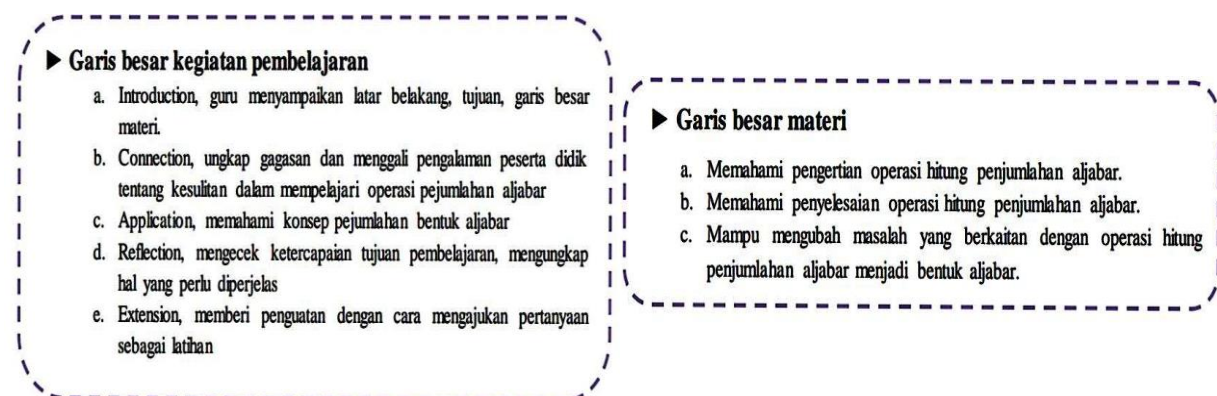 ▶ Garis besar kegiatan pembelajaran
a. Introduction, guru menyampaikan latar belakang, tujuan, garis besar
materi.
b. Connection, ungkap gagasan dan menggali pengalaman peserta didik
tentang kesulitan dalam mempelajari operasi pejumlahan aljabar
c. Application, memahami konsep pejumlahan bentuk aljabar
d. Reflection, mengecek ketercapaian tujuan pembelajaran, mengungkap
hal yang perlu diperjelas
e. Extension, memberi penguatan dengan cara mengajukan pertanyaan
sebagai latihan
▶ Garis besar materi
a. Memahami pengertian operasi hitung penjumlahan aljabar.
b. Memahami penyelesaian operasi hitung penjumlahan aljabar.
c. Mampu mengubah masalah yang berkaitan dengan operasi hitung
penjumlahan aljabar menjadi bentuk aljabar.